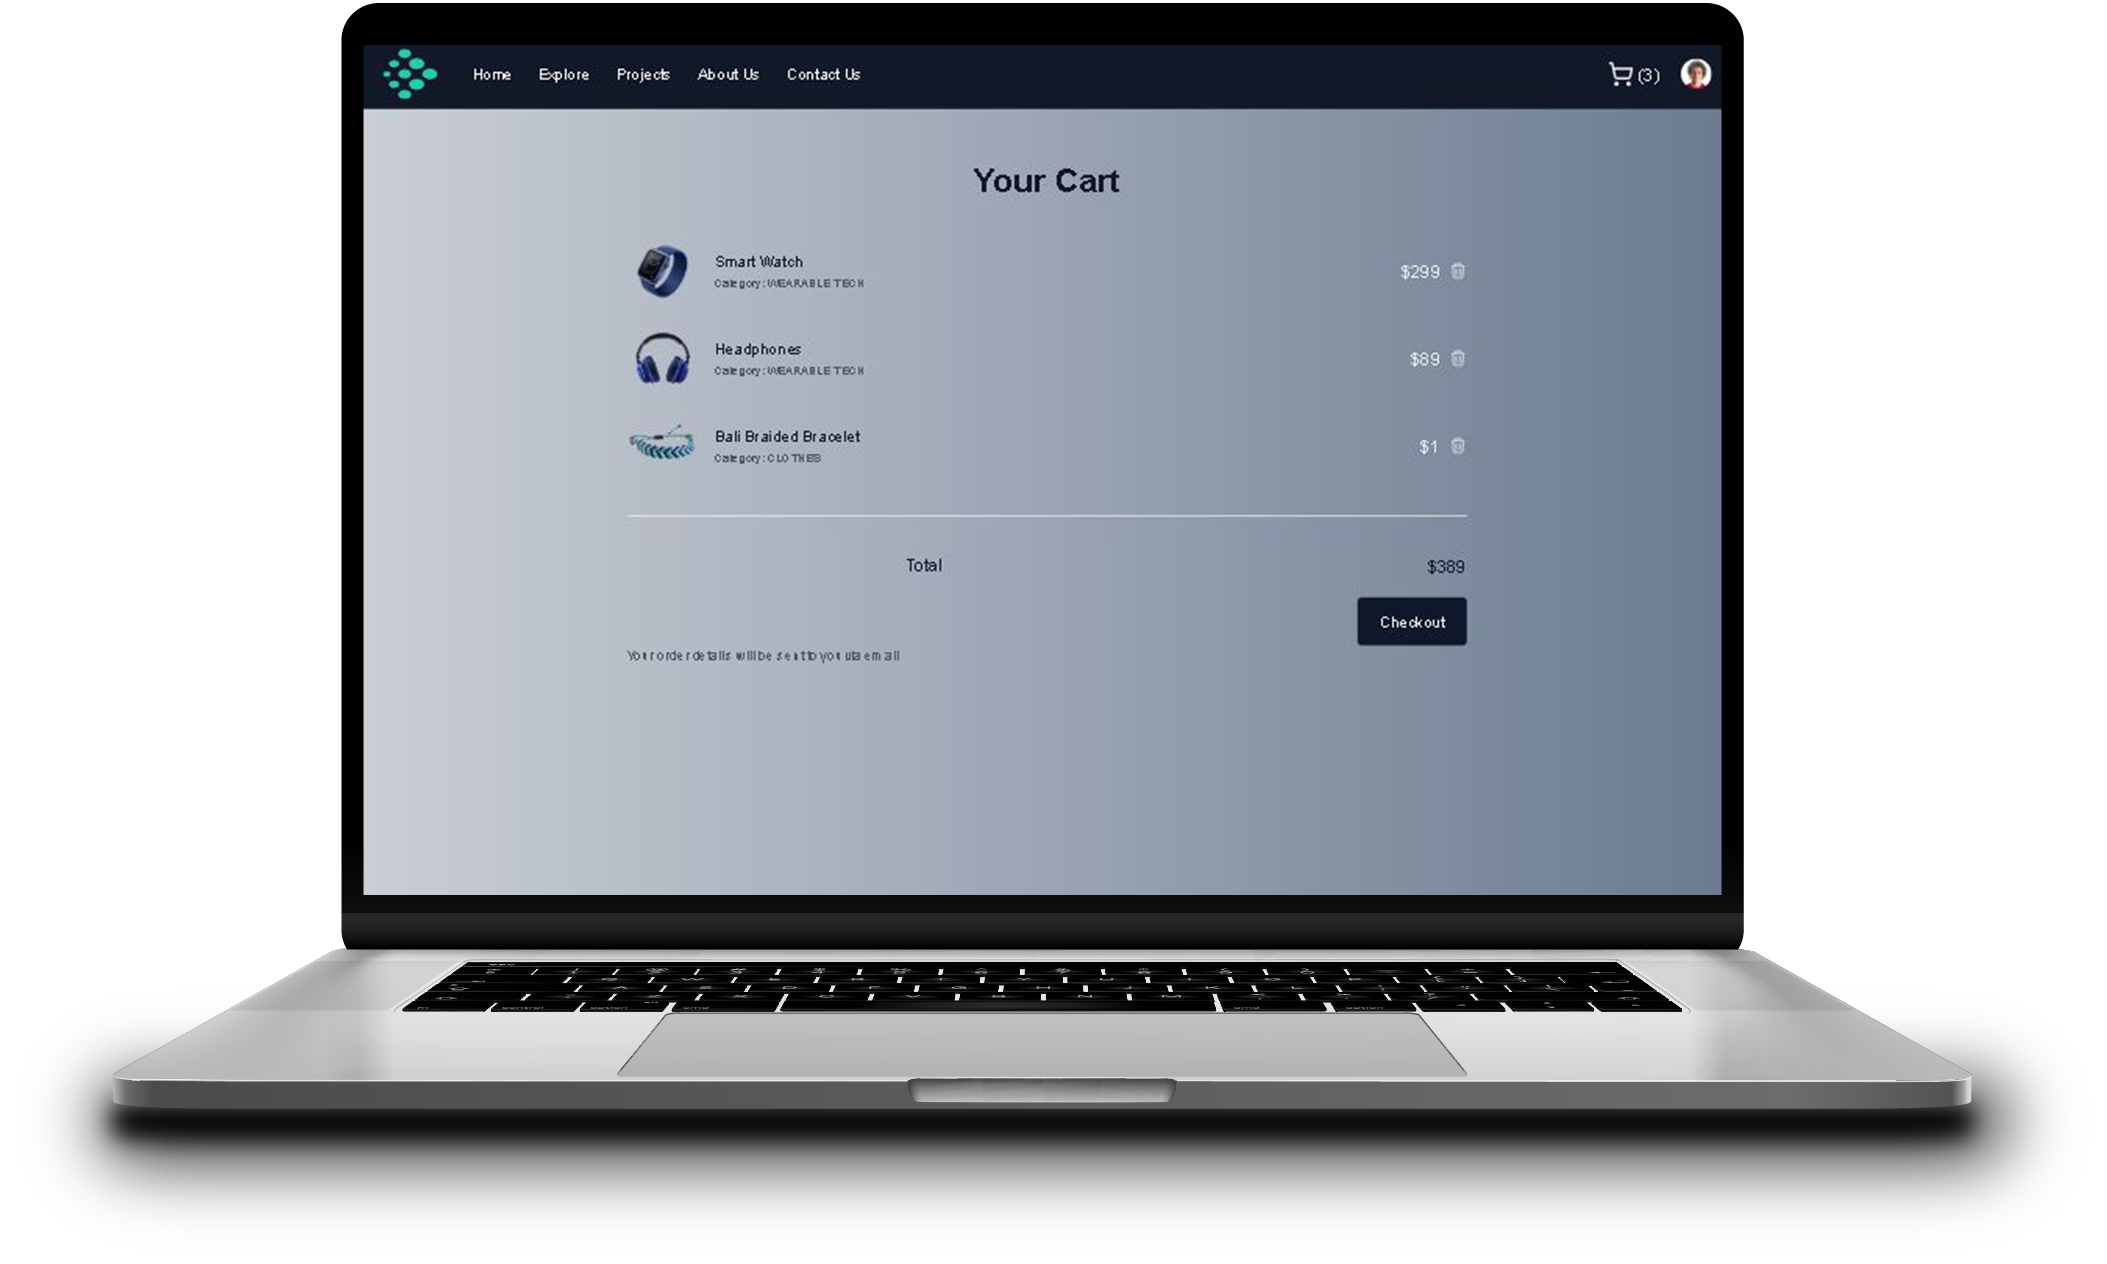 Home Explore Projects About Us Contact Us (3)
Your Cart
Smart Watch
Category: WEARABLE TECH
$299
Headphones
Category: WEARABLE TECH
$89
Bali Braided Bracelet
Category: CLOTHES
$1
Total $389
Checkout
Your order details will be sent to you via email